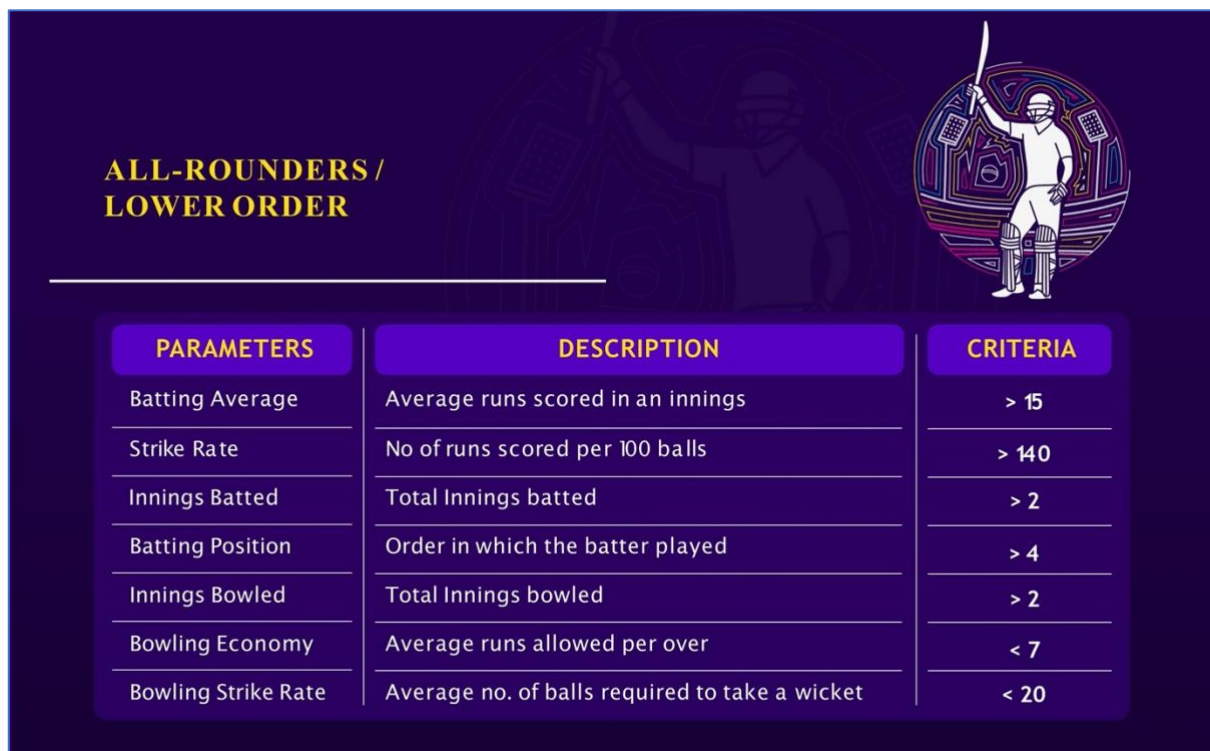 ALL-ROUNDERS /
LOWER ORDER
PARAMETERS DESCRIPTION CRITERIA
Batting Average Average runs scored in an innings > 15
Strike Rate No of runs scored per 100 balls > 140
Innings Batted Total Innings batted > 2
Batting Position Order in which the batter played > 4
Innings Bowled Total Innings bowled > 2
Bowling Economy Average runs allowed per over < 7
Bowling Strike Rate Average no. of balls required to take a wicket < 20